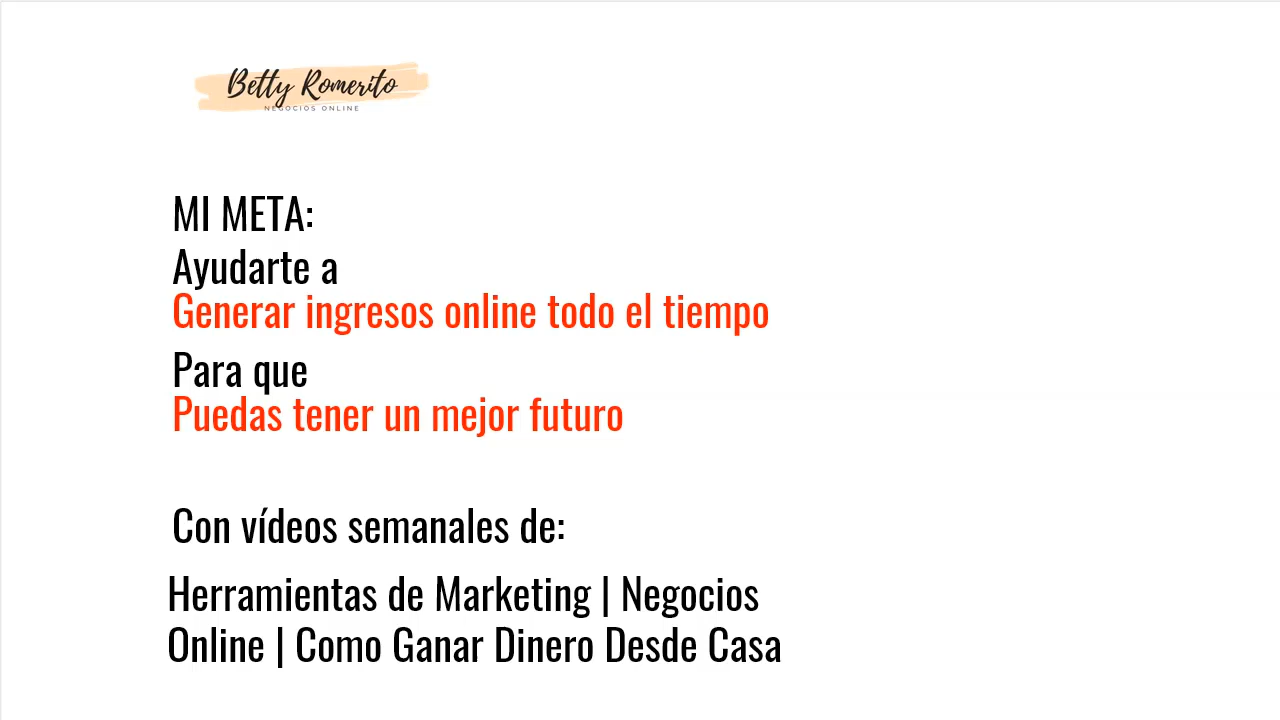 Betty Romerito
NEGOCIOS ONLINE
MI META:
Ayudarte a
Generar ingresos online todo el tiempo
Para que
Puedas tener un mejor futuro
Con vídeos semanales de:
Herramientas de Marketing | Negocios
Online | Como Ganar Dinero Desde Casa